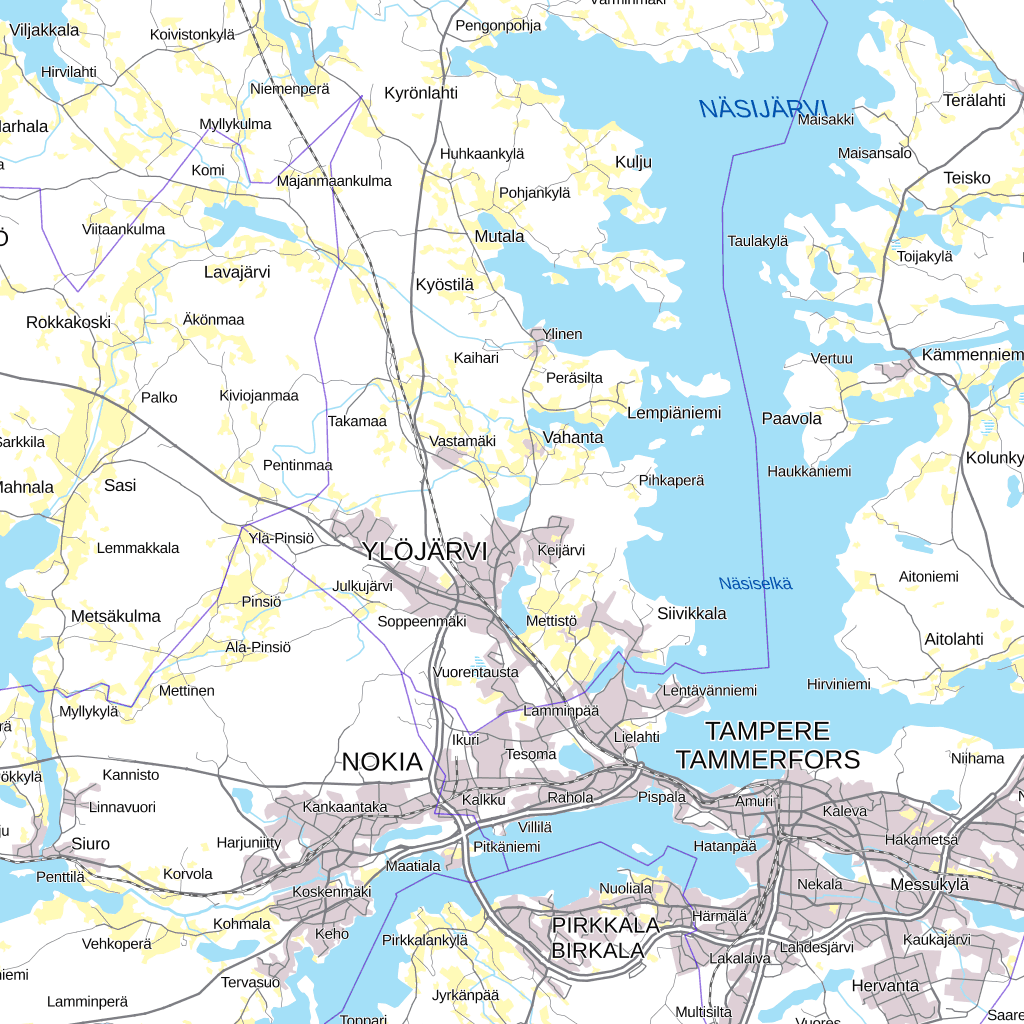 Värminmäki
Viljakkala
Koivistonkylä
Pengonpohja
Hirvilahti
Niemenperä
Kyrönlahti
NÄSIJÄRVI
Terälahti
Maisakki
Myllykulma
Huhkaankylä
Kulju
Maisansalo
Komi
Majanmaankulma
Pohjankylä
Teisko
Viitaankulma
Mutala
Taulakylä
Toijakylä
Lavajärvi
Kyöstilä
Rokkakoski
Äkönmaa
Ylinen
Kaihari
Vertuu
Kämmenniem
Peräsilta
Palko
Kiviojanmaa
Takamaa
Lempiäniemi
Paavola
Sarkkila
Vastamäki
Vahanta
Kolunky
Pentinmaa
Haukkaniemi
Mahnala
Sasi
Pihkaperä
Ylä-Pinsiö
YLÖJÄRVI
Keijärvi
Lemmakkala
Julkujärvi
Näsiselkä
Aitoniemi
Pinsiö
Metsäkulma
Soppeenmäki
Mettistö
Siivikkala
Aitolahti
Ala-Pinsiö
Vuorentausta
Mettinen
Lentävänniemi
Hirviniemi
Myllykylä
Lamminpää
Ikuri
Lielahti
TAMPERE
TAMMERFORS
Tesoma
NOKIA
Niihama
Kannisto
Linnavuori
Kankaantaka
Kalkku
Rahola
Pispala
Amuri
Kaleva
Villilä
Siuro
Harjuniitty
Pitkäniemi
Hatanpää
Hakametsä
Maatiala
Penttilä
Korvola
Koskenmäki
Nuoliala
Nekala
Messukylä
Kohmala
Kehö
PIRKKALA
BIRKALA
Härmälä
Vehkoperä
Pirkkalankylä
Lahdesjärvi
Kaukajärvi
Lakalaiva
Tervasuo
Hervanta
Lamminperä
Jyrkänpää
Multisilta
Toppari
Vuores